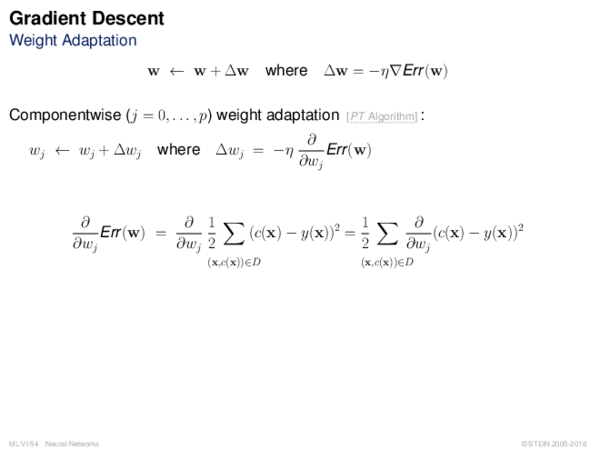 Gradient Descent
Weight Adaptation
w ← w + Δw where Δw = −η∇Err(w)
Componentwise (j = 0, . . . , p) weight adaptation [PT Algorithm] :
w_j ← w_j + Δw_j where Δw_j = −η ∂/∂w_j Err(w)
∂/∂w_j Err(w) = ∂/∂w_j 1/2 ∑_{(x,c(x))∈D} (c(x) − y(x))² = 1/2 ∑_{(x,c(x))∈D} ∂/∂w_j (c(x) − y(x))²
ML:VI-54 Neural Networks ©STEIN 2005-2018